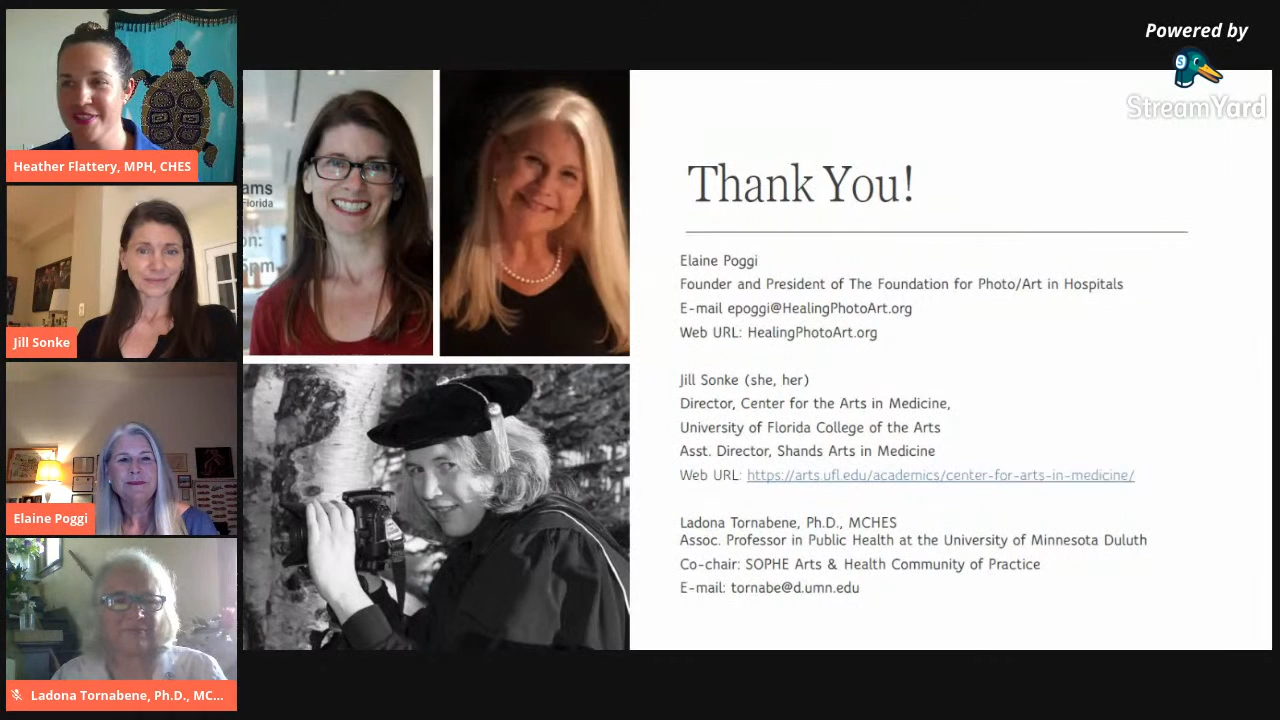 Powered by
StreamYard
Heather Flattery, MPH, CHES
Jill Sonke
Elaine Poggi
Ladona Tornabene, Ph.D., MC...
ams
Florida
on:
5pm
Thank You!
Elaine Poggi
Founder and President of The Foundation for Photo/Art in Hospitals
E-mail epoggi@HealingPhotoArt.org
Web URL: HealingPhotoArt.org
Jill Sonke (she, her)
Director, Center for the Arts in Medicine,
University of Florida College of the Arts
Asst. Director, Shands Arts in Medicine
Web URL: https://arts.ufl.edu/academics/center-for-arts-in-medicine/
Ladona Tornabene, Ph.D., MCHES
Assoc. Professor in Public Health at the University of Minnesota Duluth
Co-chair: SOPHE Arts & Health Community of Practice
E-mail: tornabe@d.umn.edu